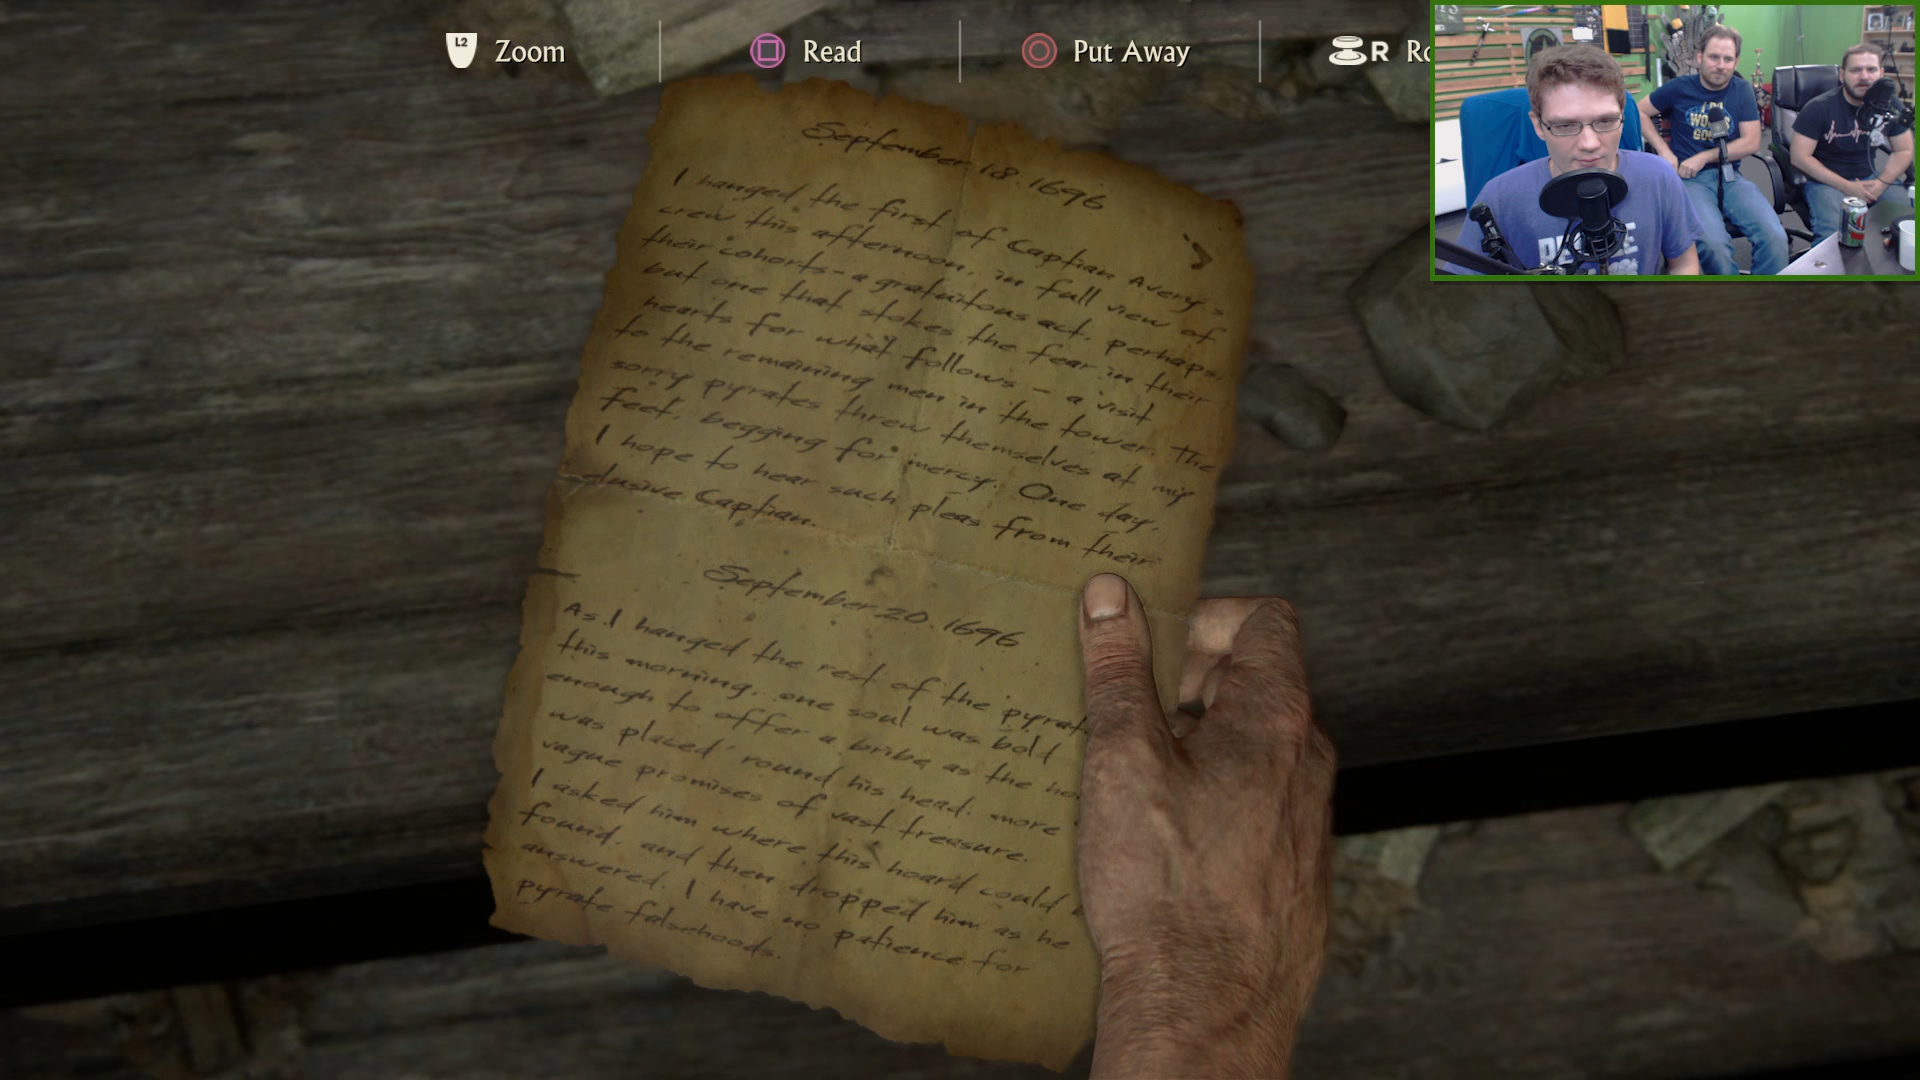 L2 Zoom
Read
Put Away
R Ro
September 18, 1696
I hanged the first of Captian Avery's
crew this afternoon, in full view of
their cohorts - a gratuitous act, perhaps,
but one that stokes the fear in their
hearts for what follows - a visit
to the remaining men in the tower. The
sorry pyrates threw themselves at my
feet, begging for mercy. One day,
I hope to hear such pleas from their
elusive Captian.
September 20, 1696
As I hanged the rest of the pyrat
this morning, one soul was bold
enough to offer a bribe as the
was placed 'round his head: more
vague promises of vast treasure.
I asked him where this hoard could
found, and then dropped him as he
answered. I have no patience for
pyrate falsehoods.